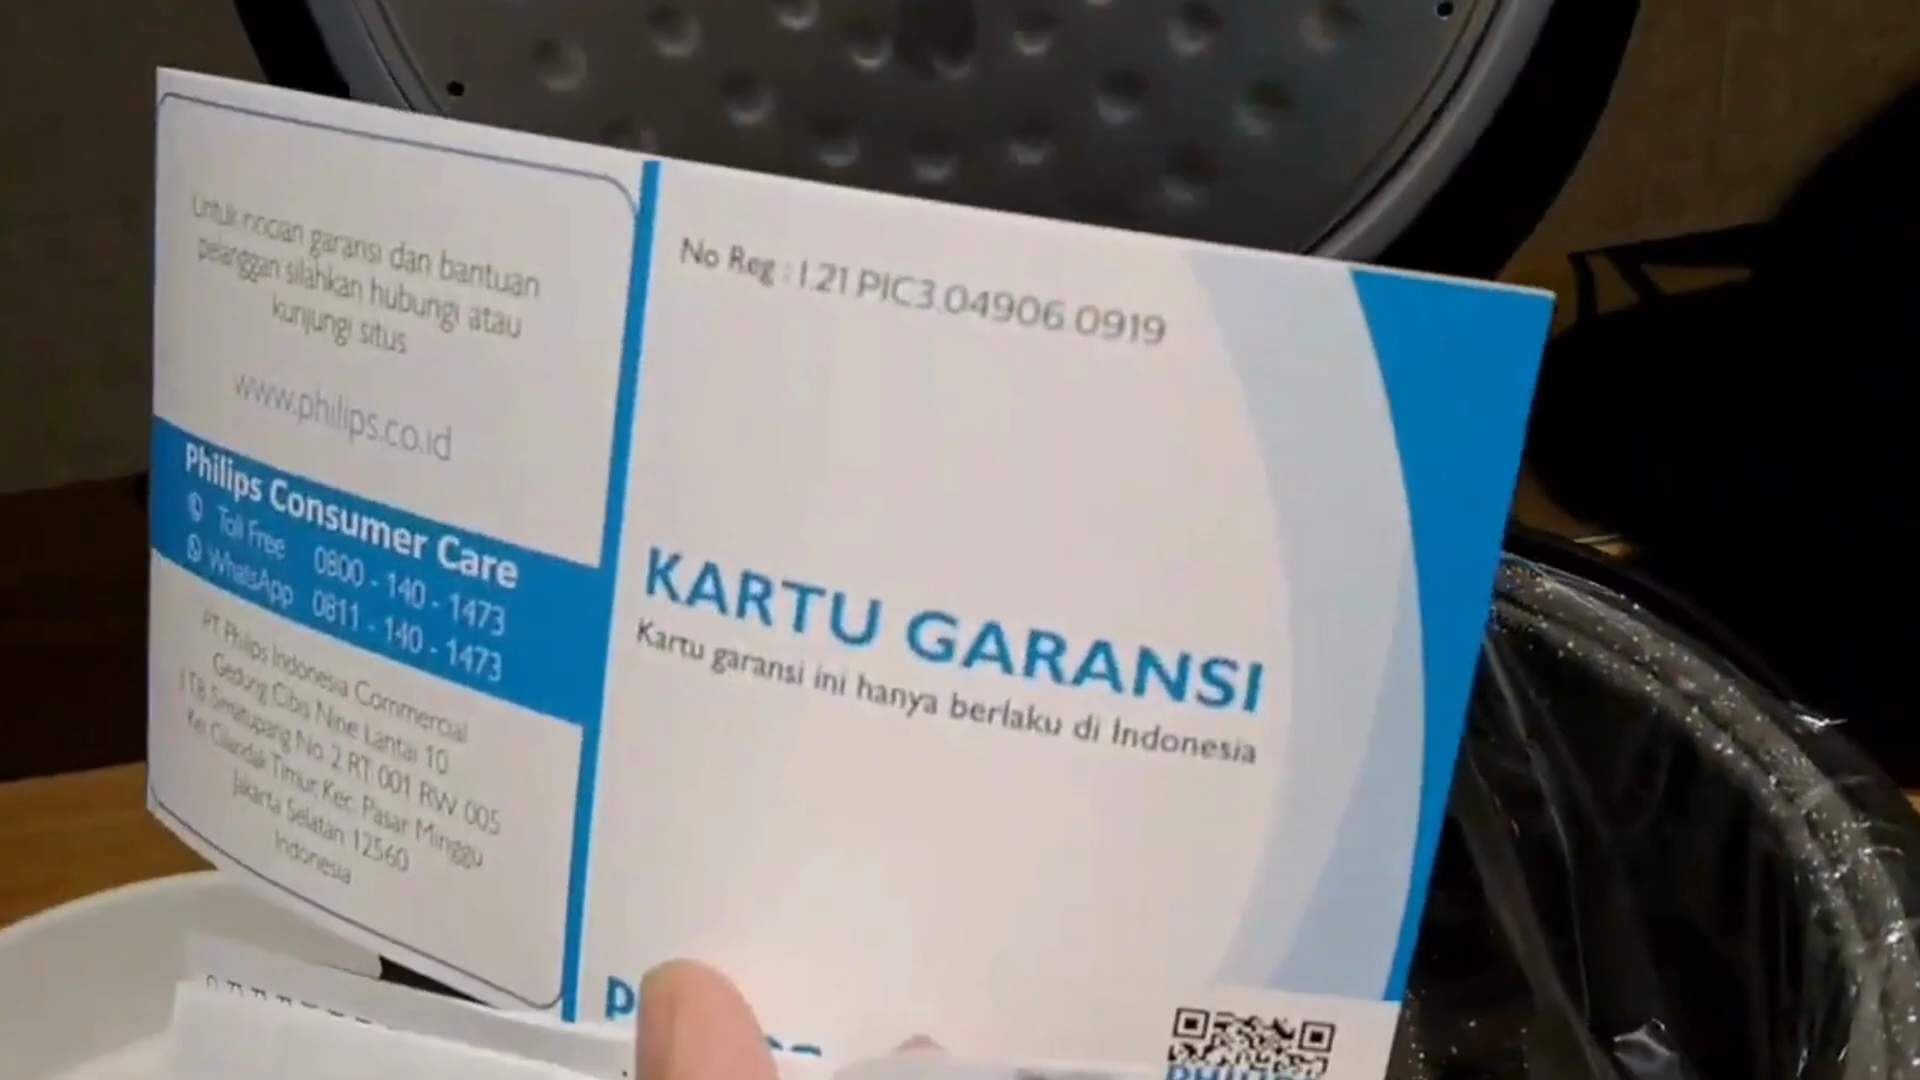 Untuk rincian garansi dan bantuan
pelanggan silahkan hubungi atau
kunjungi situs
www.philips.co.id
Philips Consumer Care
Toll Free 0800 - 140 - 1473
WhatsApp 0811 - 140 - 1473
PT Philips Indonesia Commercial
Gedung Cibis Nine Lantai 10
Jl TB Simatupang No. 2 RT 001 RW 005
Kel Cilandak Timur, Kec. Pasar Minggu
Jakarta Selatan 12560
Indonesia
No Reg : I.21 PIC3.04906.0919
KARTU GARANSI
Kartu garansi ini hanya berlaku di Indonesia